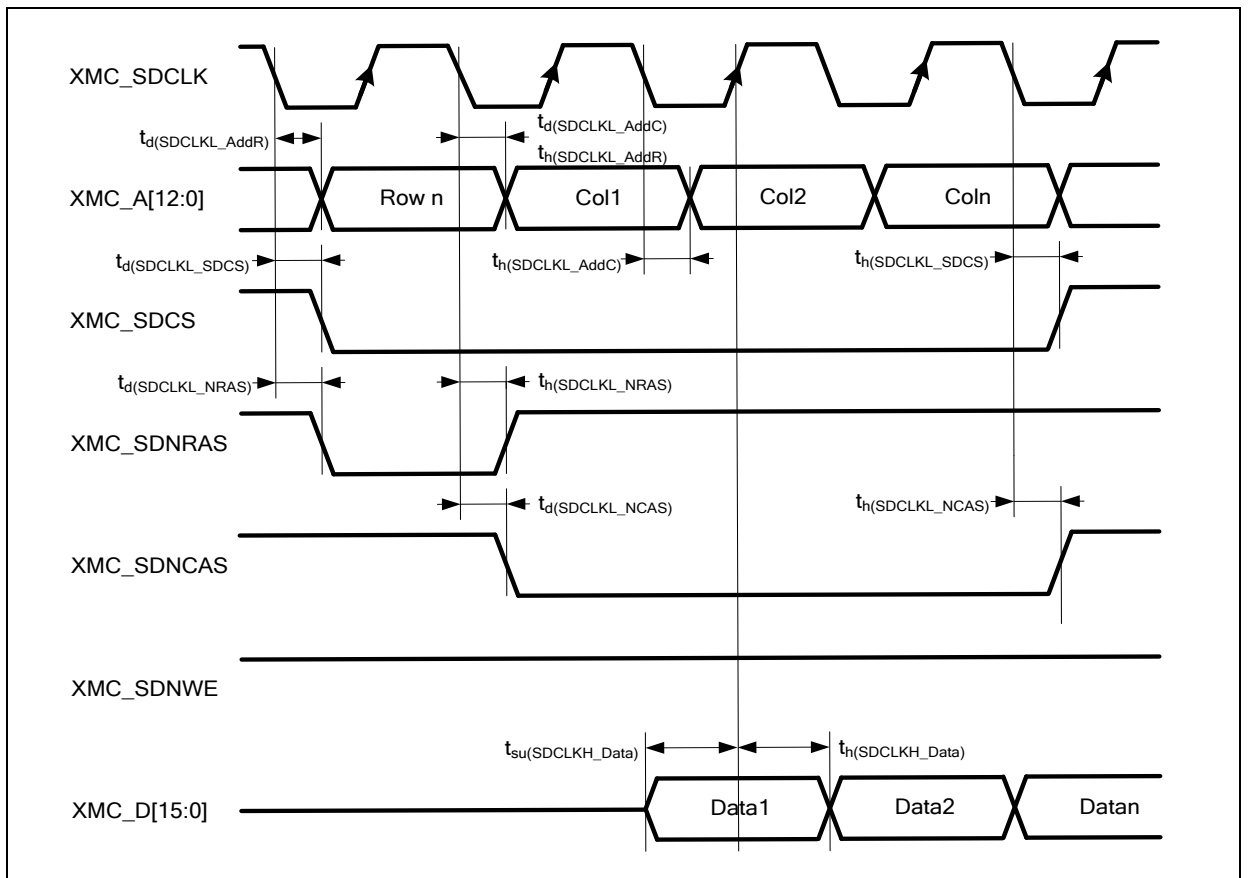 XMC_SDCLK
td(SDCLKL_AddR)
td(SDCLKL_AddC)
th(SDCLKL_AddR)
XMC_A[12:0]
Row n
Col1
Col2
Coln
td(SDCLKL_SDCS)
th(SDCLKL_AddC)
th(SDCLKL_SDCS)
XMC_SDCS
td(SDCLKL_NRAS)
th(SDCLKL_NRAS)
XMC_SDNRAS
td(SDCLKL_NCAS)
th(SDCLKL_NCAS)
XMC_SDNCAS
XMC_SDNWE
tsu(SDCLKH_Data)
th(SDCLKH_Data)
XMC_D[15:0]
Data1
Data2
Datan